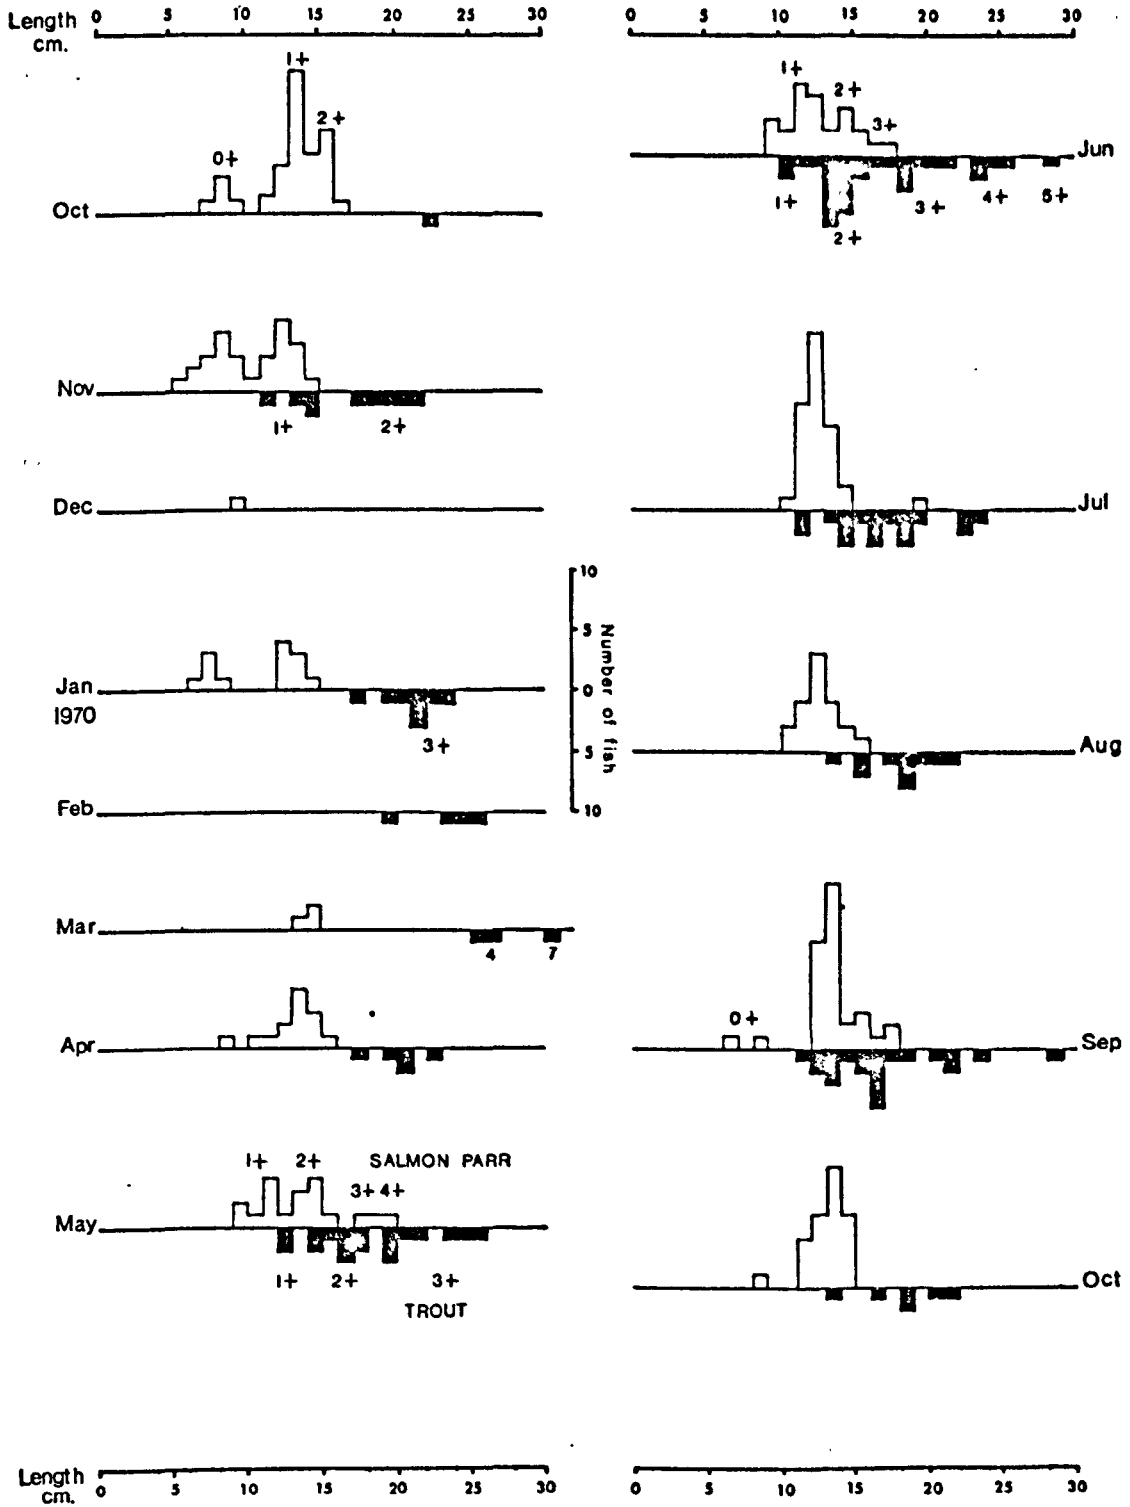 Length cm. 0 5 10 15 20 25 30
0 5 10 15 20 25 30
Oct
0+
1+
2+
Nov
1+
2+
Dec
Jan
1970
3+
10
5
0
5
10
Number of fish
Feb
Mar
4
7
Apr
May
1+
2+
3+ 4+
SALMON PARR
1+
2+
3+
TROUT
Jun
1+
2+
3+
1+
2+
3+
4+
5+
Jul
Aug
Sep
0+
Oct
Length cm. 0 5 10 15 20 25 30
0 5 10 15 20 25 30